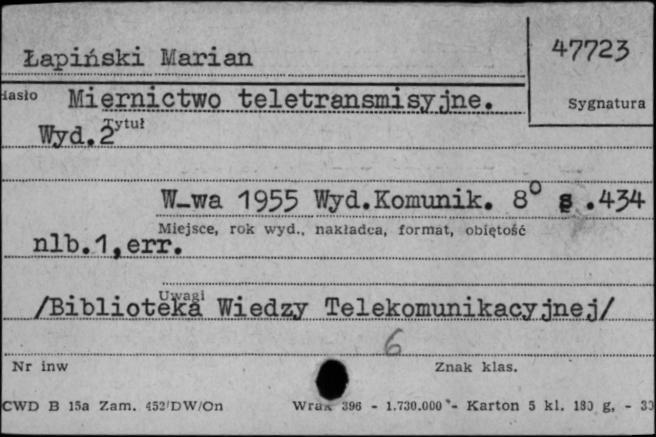 47723
Łapiński Marian
Hasło Miernictwo teletransmisyjne. Sygnatura
Tytuł
Wyd.2
W-wa 1955 Wyd.Komunik. 8° s.434
Miejsce, rok wyd., nakładca, format, objętość
nlb.1,err.
Uwagi
/Biblioteka Wiedzy Telekomunikacyjnej/
6
Nr inw Znak klas.
CWD B 15a Zam. 452/DW/On Wrak 396 - 1.730.000 - Karton 5 kl. 180 g, - 30